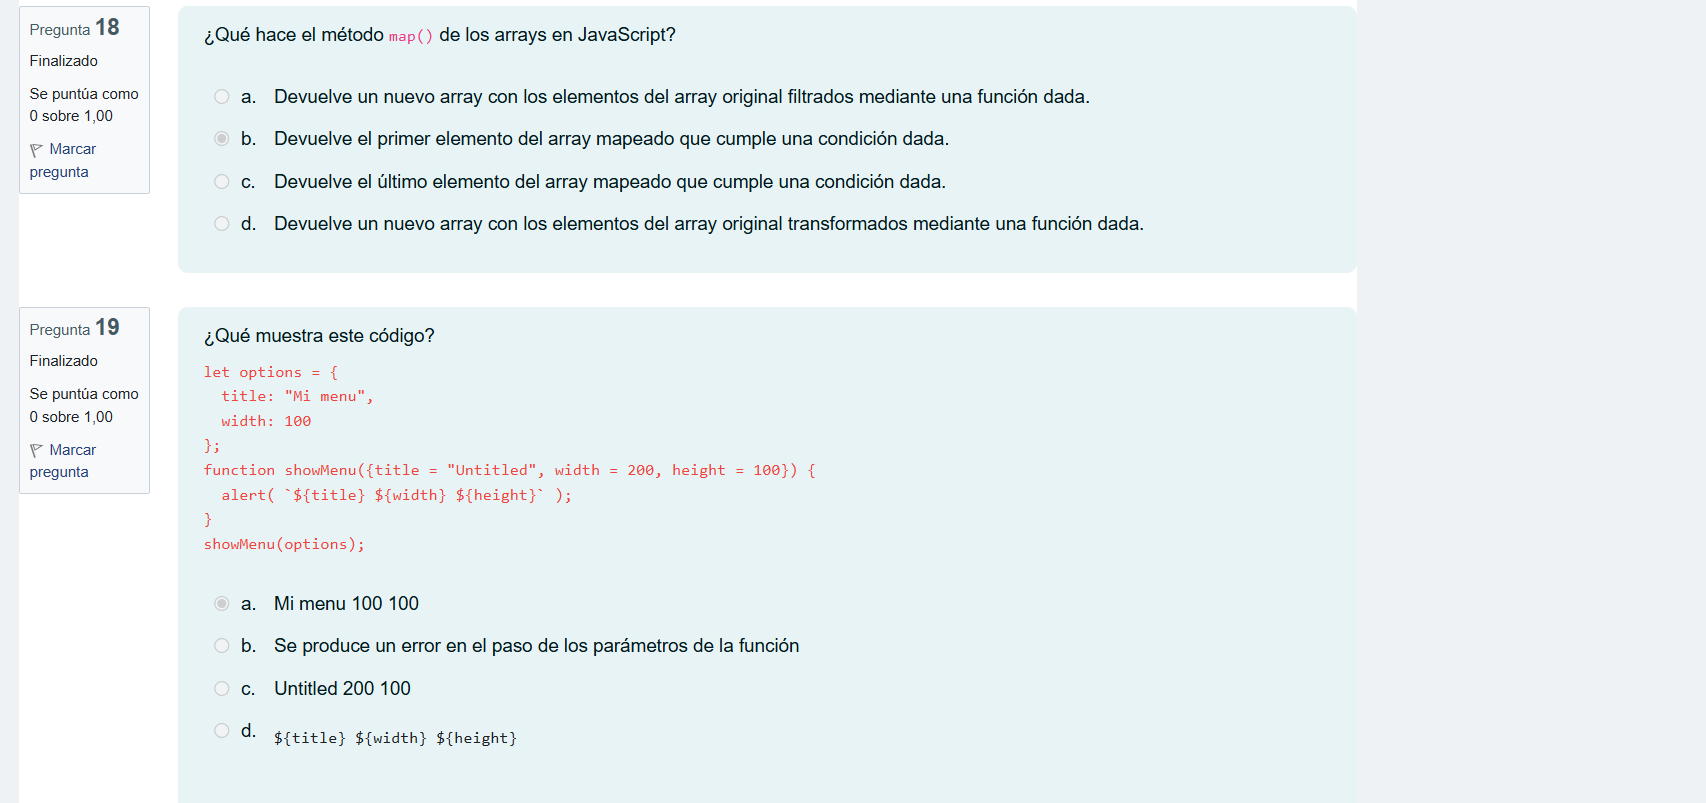 Pregunta 18
Finalizado
Se puntúa como
0 sobre 1,00
Marcar
pregunta
¿Qué hace el método map() de los arrays en JavaScript?
a. Devuelve un nuevo array con los elementos del array original filtrados mediante una función dada.
b. Devuelve el primer elemento del array mapeado que cumple una condición dada.
c. Devuelve el último elemento del array mapeado que cumple una condición dada.
d. Devuelve un nuevo array con los elementos del array original transformados mediante una función dada.
Pregunta 19
Finalizado
Se puntúa como
0 sobre 1,00
Marcar
pregunta
¿Qué muestra este código?
let options = {
  title: "Mi menu",
  width: 100
};
function showMenu({title = "Untitled", width = 200, height = 100}) {
  alert( `${title} ${width} ${height}` );
}
showMenu(options);
a. Mi menu 100 100
b. Se produce un error en el paso de los parámetros de la función
c. Untitled 200 100
d. ${title} ${width} ${height}